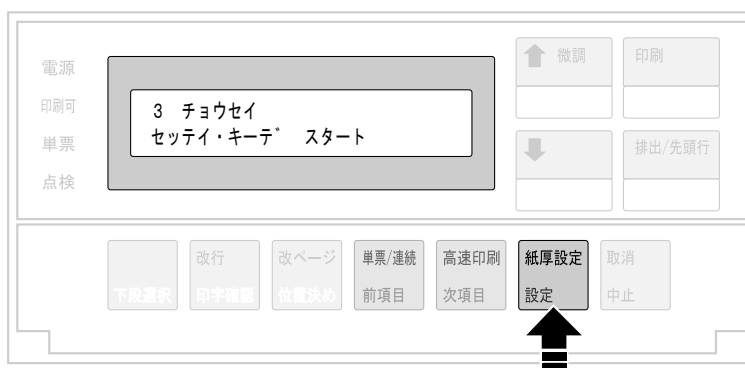 電源
印刷可
単票
点検
3 チョウセイ
セッテイ・キーデ゛ スタート
微調
印刷
排出/先頭行
改行
改ページ
単票/連続
高速印刷
紙厚設定
取消
下段選択
印字確認
位置決め
前項目
次項目
設定
中止